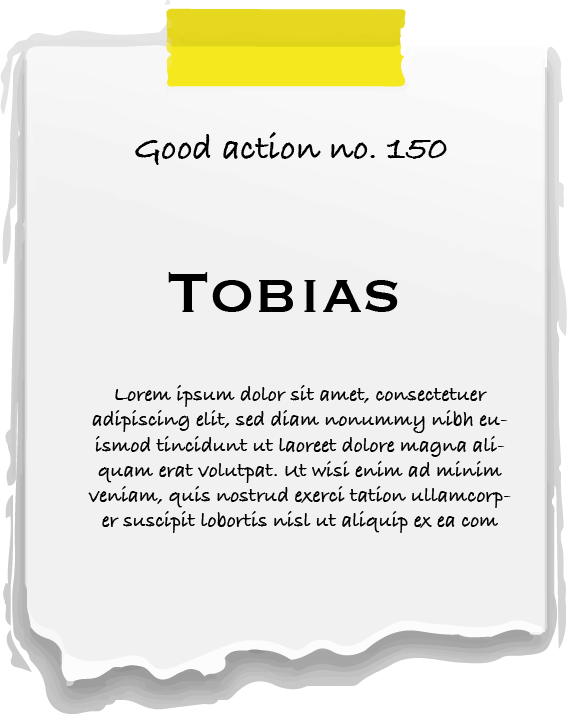 Good action no. 150
Tobias
Lorem ipsum dolor sit amet, consectetuer
adipiscing elit, sed diam nonummy nibh eu-
ismod tincidunt ut laoreet dolore magna ali-
quam erat volutpat. Ut wisi enim ad minim
veniam, quis nostrud exerci tation ullamcorp-
er suscipit lobortis nisl ut aliquip ex ea com